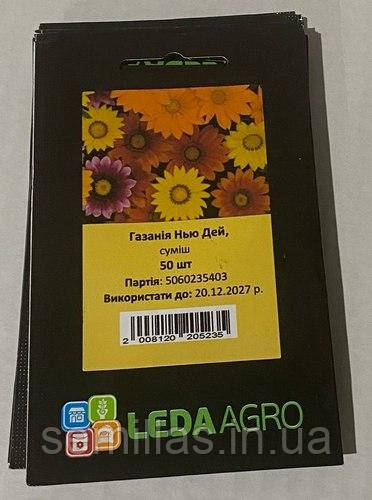 Газанія Нью Дей,
суміш
50 шт
Партія: 5060235403
Використати до: 20.12.2027 р.
2 008120 205235
LEDA AGRO
semillas.in.ua